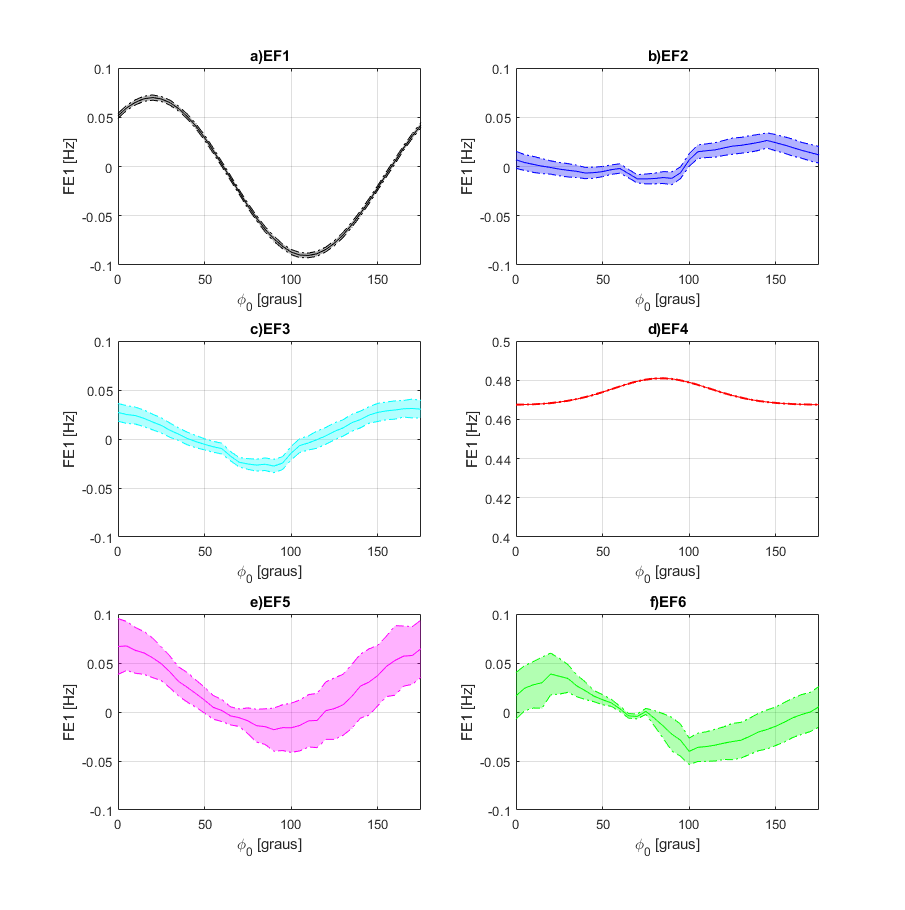 a)EF1
0.1
0.05
0
-0.05
-0.1
FE1 [Hz]
0 50 100 150
ϕ0 [graus]
b)EF2
0.1
0.05
0
-0.05
-0.1
FE1 [Hz]
0 50 100 150
ϕ0 [graus]
c)EF3
0.1
0.05
0
-0.05
-0.1
FE1 [Hz]
0 50 100 150
ϕ0 [graus]
d)EF4
0.5
0.48
0.46
0.44
0.42
0.4
FE1 [Hz]
0 50 100 150
ϕ0 [graus]
e)EF5
0.1
0.05
0
-0.05
-0.1
FE1 [Hz]
0 50 100 150
ϕ0 [graus]
f)EF6
0.1
0.05
0
-0.05
-0.1
FE1 [Hz]
0 50 100 150
ϕ0 [graus]